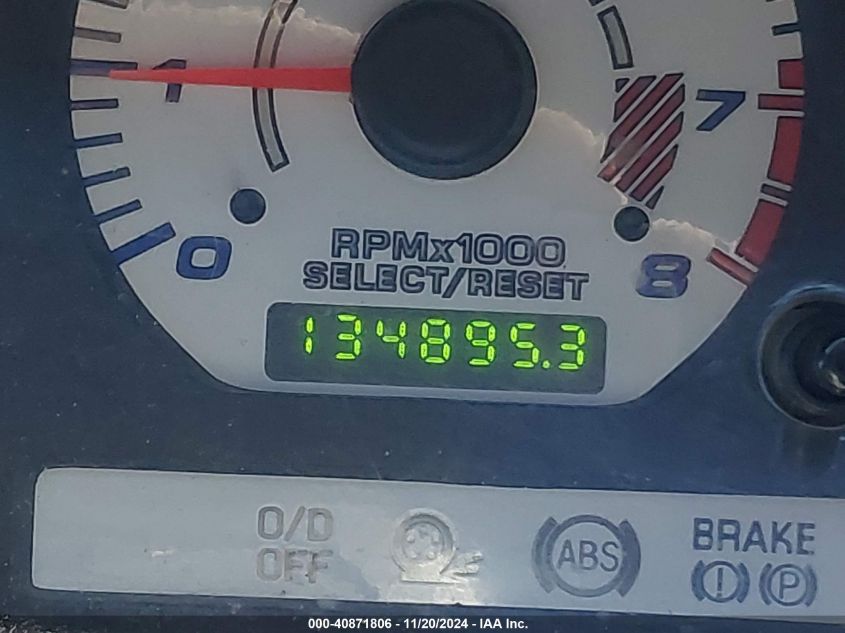 1
7
0
8
RPMx1000
SELECT/RESET
134895.3
O/D
OFF
ABS
BRAKE
(!) (P)
000-40871806 - 11/20/2024 - IAA Inc.